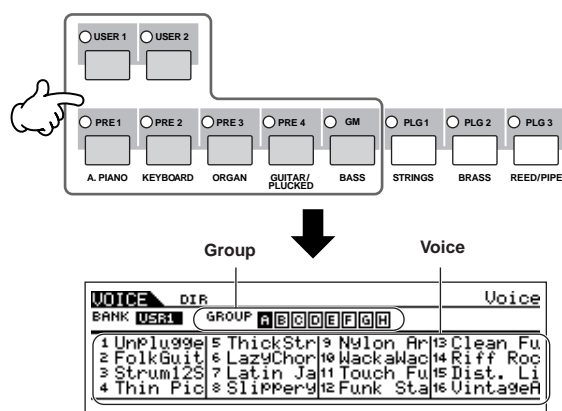 USER 1 USER 2
PRE 1 PRE 2 PRE 3 PRE 4 GM PLG 1 PLG 2 PLG 3
A. PIANO KEYBOARD ORGAN GUITAR/ BASS STRINGS BRASS REED/PIPE
PLUCKED
Group Voice
VOICE DIR Voice
BANK USR1 GROUP A B C D E F G H
1 UnPlugge 5 ThickStr 9 Nylon An 13 Clean Fu
2 FolkGuit 6 LazyChor 10 WackaWac 14 Riff Roc
3 Strum12S 7 Latin Ja 11 Touch Fu 15 Dist. Li
4 Thin Pic 8 Slippery 12 Funk Sta 16 VintageA